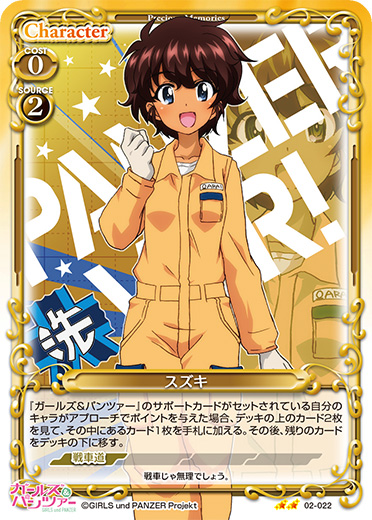 Precious Memories
Character
COST
0
SOURCE
2
PANZER
VOR!
洗
スズキ
『ガールズ&パンツァー』のサポートカードがセットされている自分の
キャラがアプローチでポイントを与えた場合、デッキの上のカード2枚
を見て、その中にあるカード1枚を手札に加える。その後、残りのカード
をデッキの下に移す。
戦車道
戦車じゃ無理でしょう。
ガールズ&パンツァー
GIRLS und PANZER
©GIRLS und PANZER Projekt
02-022